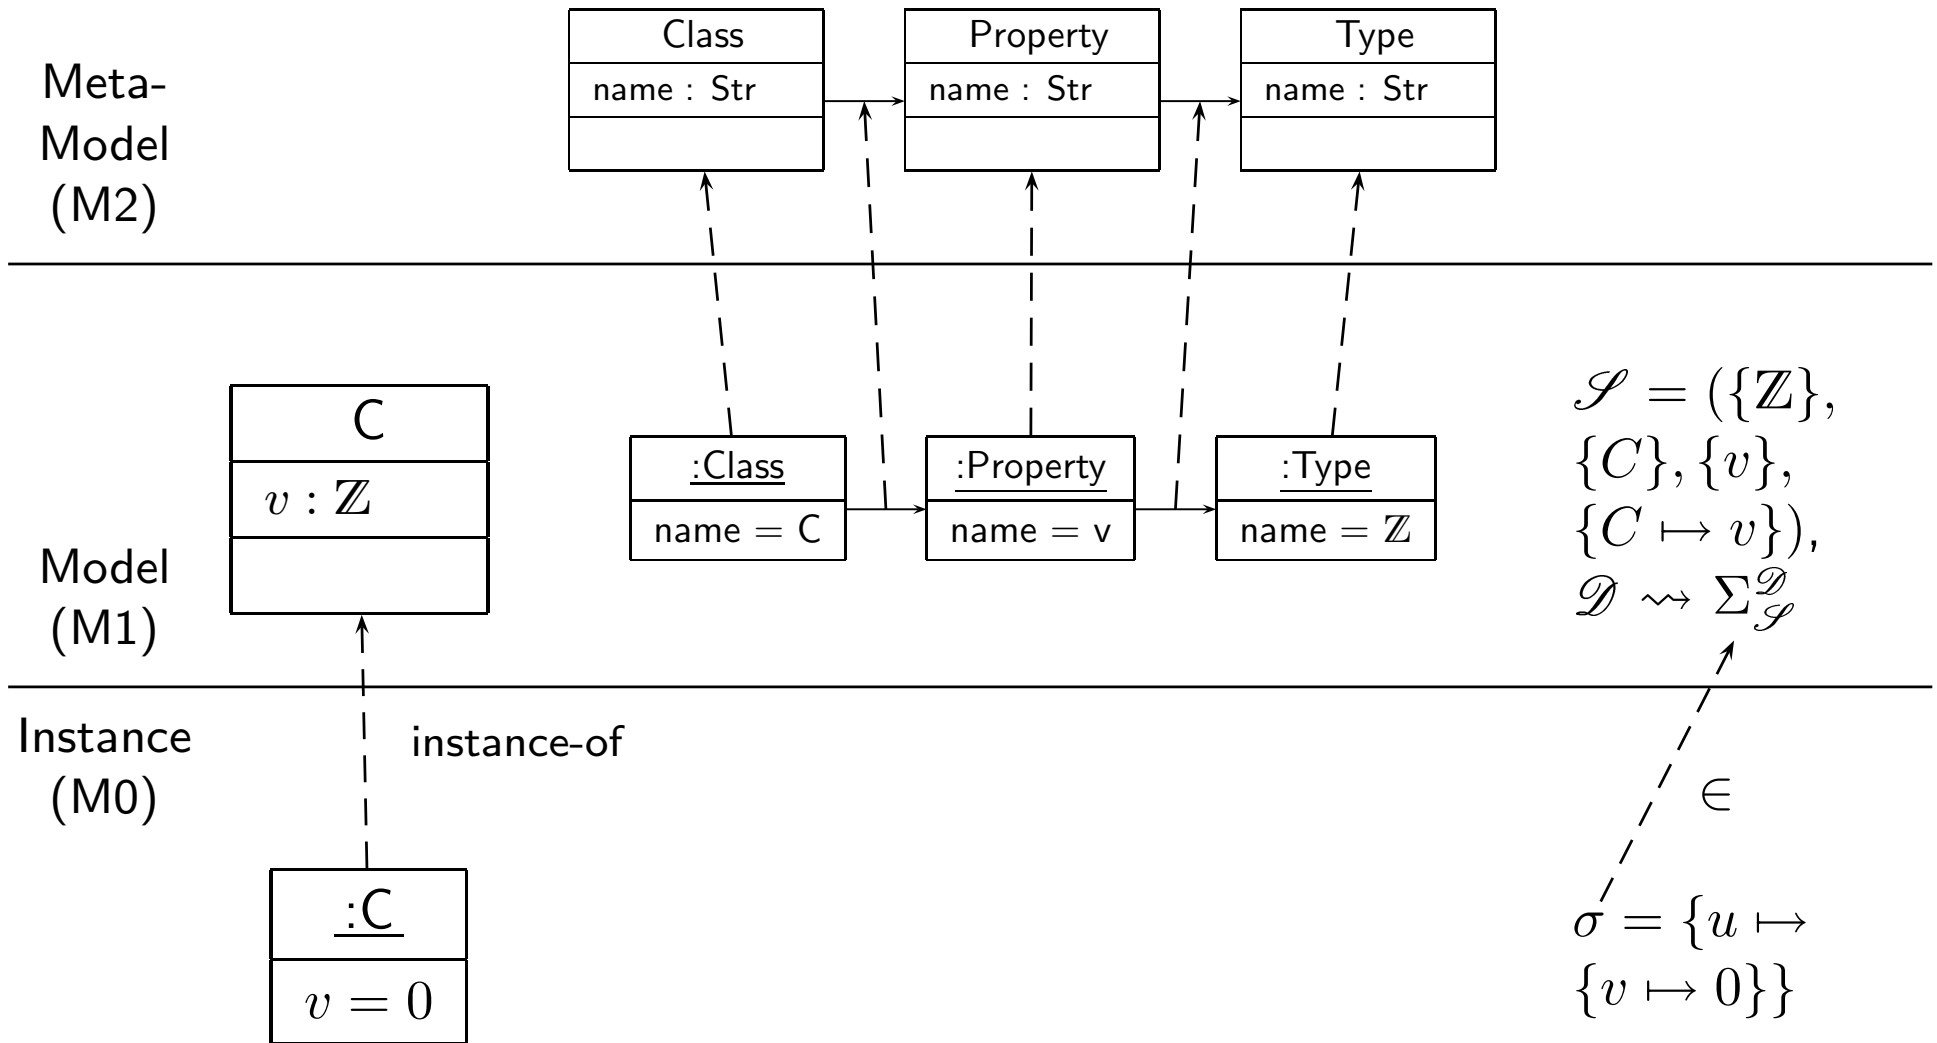 Meta-
Model
(M2)
Class
name : Str
Property
name : Str
Type
name : Str
Model
(M1)
C
v : ℤ
:Class
name = C
:Property
name = v
:Type
name = ℤ
𝒮 = ({ℤ},
{C}, {v},
{C ↦ v}),
𝒟 ⇝ Σ^𝒟_𝒮
Instance
(M0)
instance-of
:C
v = 0
∈
σ = {u ↦
{v ↦ 0}}